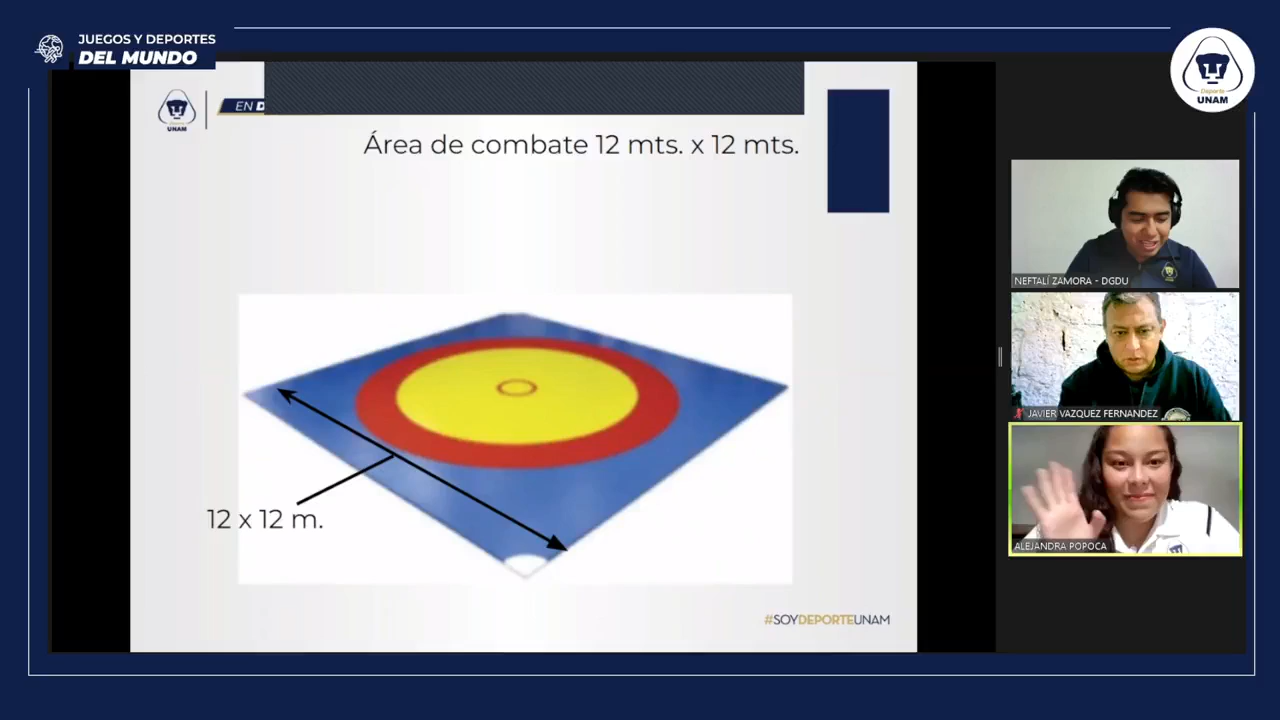 JUEGOS Y DEPORTES
DEL MUNDO
Deporte
UNAM
UNAM
EN D
Área de combate 12 mts. x 12 mts.
12 x 12 m.
#SOYDEPORTEUNAM
NEFTALÍ ZAMORA - DGDU
JAVIER VAZQUEZ FERNANDEZ
ALEJANDRA POPOCA